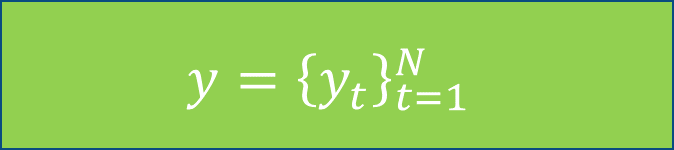 y = {y_t}_{t=1}^N